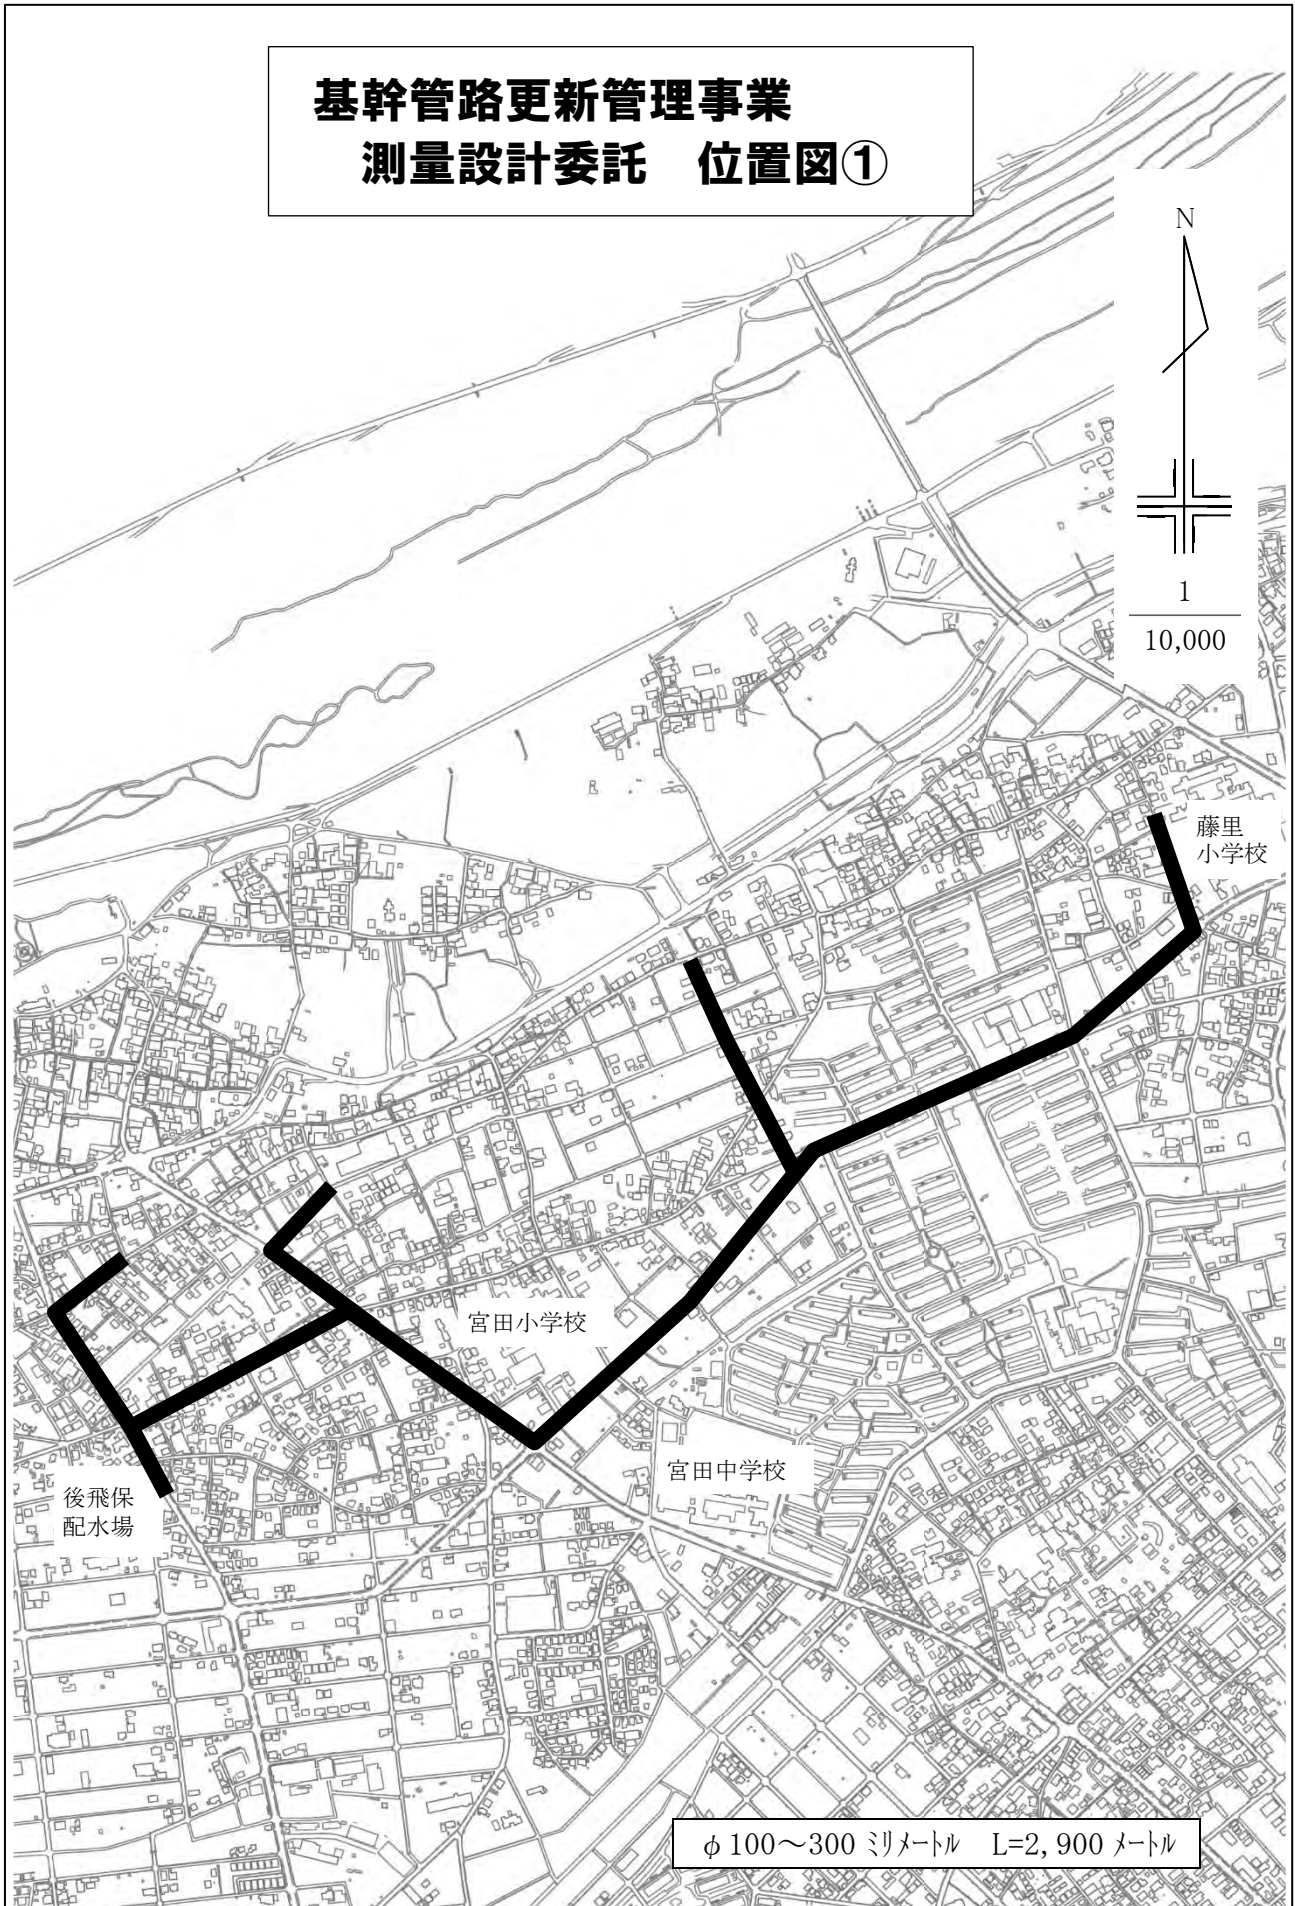 基幹管路更新管理事業
測量設計委託　位置図①
N
1
10,000
藤里
小学校
宮田小学校
宮田中学校
後飛保
配水場
φ100～300 ミリメートル　L=2,900 メートル